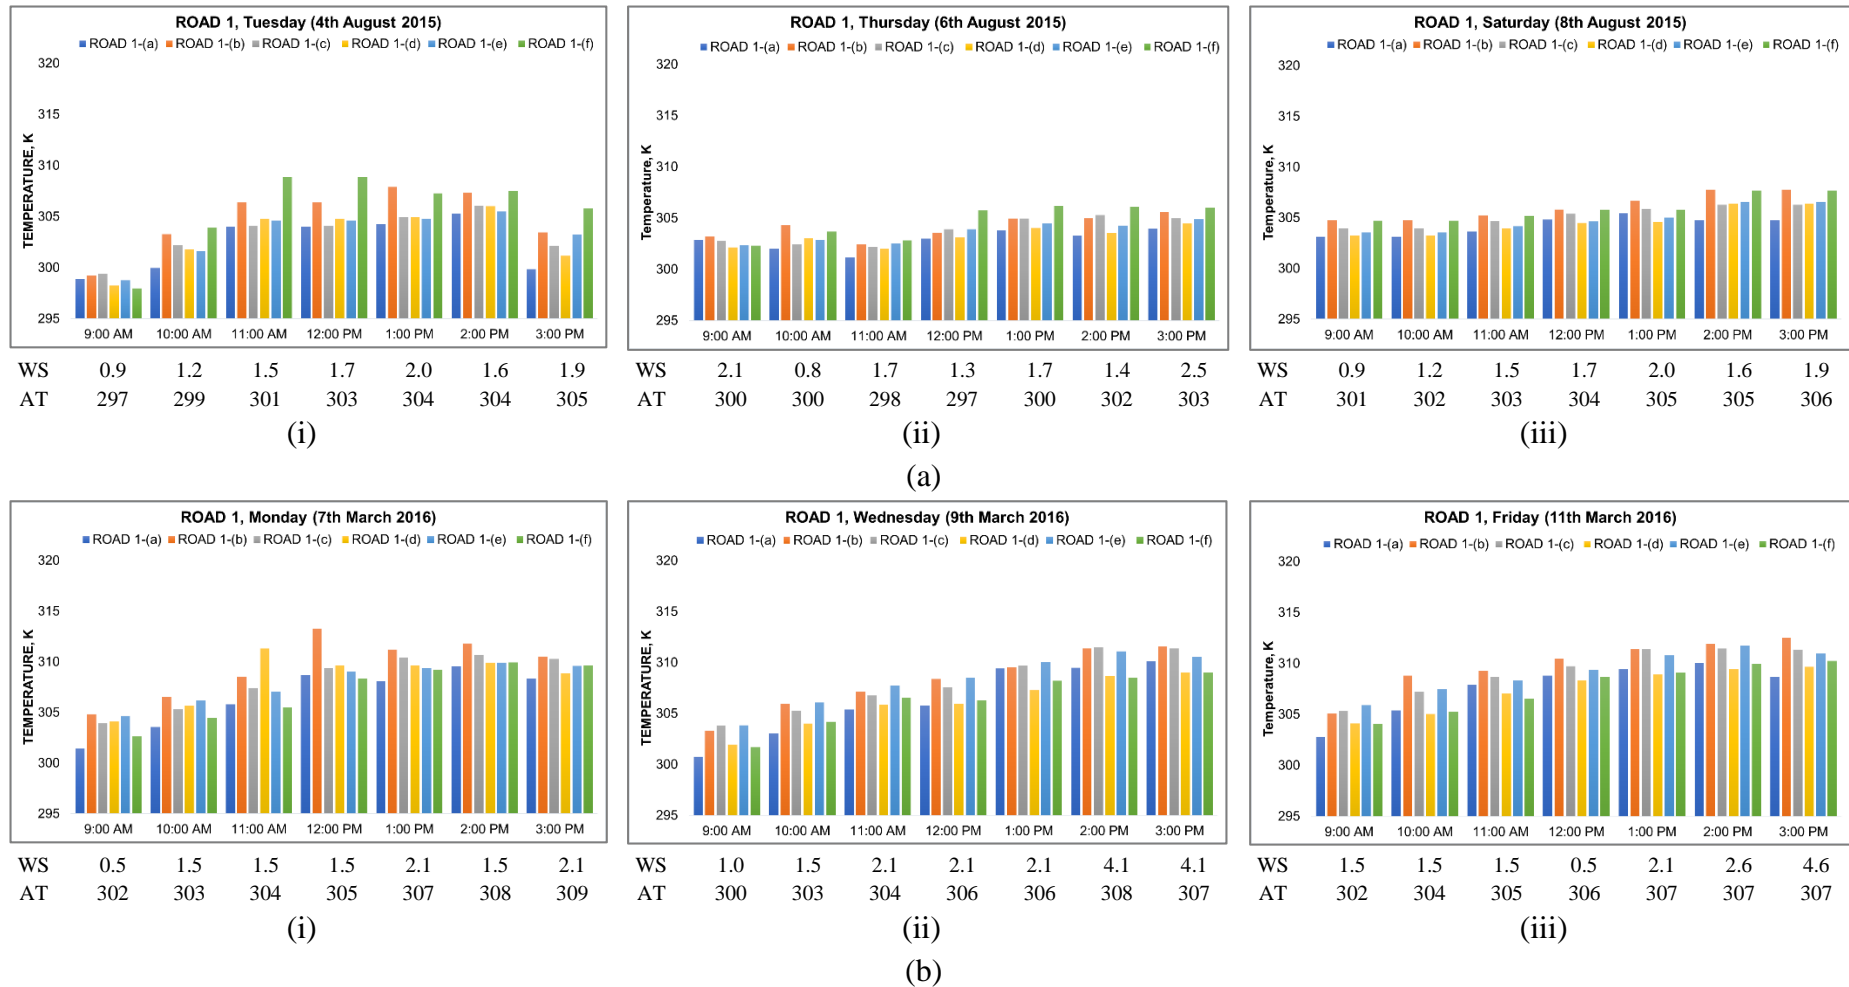 ROAD 1, Tuesday (4th August 2015)
ROAD 1-(a) ROAD 1-(b) ROAD 1-(c) ROAD 1-(d) ROAD 1-(e) ROAD 1-(f)
TEMPERATURE, K
320
315
310
305
300
295
9:00 AM 10:00 AM 11:00 AM 12:00 PM 1:00 PM 2:00 PM 3:00 PM
WS 0.9 1.2 1.5 1.7 2.0 1.6 1.9
AT 297 299 301 303 304 304 305
(i)
ROAD 1, Thursday (6th August 2015)
ROAD 1-(a) ROAD 1-(b) ROAD 1-(c) ROAD 1-(d) ROAD 1-(e) ROAD 1-(f)
Temperature, K
320
315
310
305
300
295
9:00 AM 10:00 AM 11:00 AM 12:00 PM 1:00 PM 2:00 PM 3:00 PM
WS 2.1 0.8 1.7 1.3 1.7 1.4 2.5
AT 300 300 298 297 300 302 303
(ii)
ROAD 1, Saturday (8th August 2015)
ROAD 1-(a) ROAD 1-(b) ROAD 1-(c) ROAD 1-(d) ROAD 1-(e) ROAD 1-(f)
Temperature, K
320
315
310
305
300
295
9:00 AM 10:00 AM 11:00 AM 12:00 PM 1:00 PM 2:00 PM 3:00 PM
WS 0.9 1.2 1.5 1.7 2.0 1.6 1.9
AT 301 302 303 304 305 305 306
(iii)
(a)
ROAD 1, Monday (7th March 2016)
ROAD 1-(a) ROAD 1-(b) ROAD 1-(c) ROAD 1-(d) ROAD 1-(e) ROAD 1-(f)
TEMPERATURE, K
320
315
310
305
300
295
9:00 AM 10:00 AM 11:00 AM 12:00 PM 1:00 PM 2:00 PM 3:00 PM
WS 0.5 1.5 1.5 1.5 2.1 1.5 2.1
AT 302 303 304 305 307 308 309
(i)
ROAD 1, Wednesday (9th March 2016)
ROAD 1-(a) ROAD 1-(b) ROAD 1-(c) ROAD 1-(d) ROAD 1-(e) ROAD 1-(f)
TEMPERATURE, K
320
315
310
305
300
295
9:00 AM 10:00 AM 11:00 AM 12:00 PM 1:00 PM 2:00 PM 3:00 PM
WS 1.0 1.5 2.1 2.1 2.1 4.1 4.1
AT 300 303 304 306 306 308 307
(ii)
ROAD 1, Friday (11th March 2016)
ROAD 1-(a) ROAD 1-(b) ROAD 1-(c) ROAD 1-(d) ROAD 1-(e) ROAD 1-(f)
Temperature, K
320
315
310
305
300
295
9:00 AM 10:00 AM 11:00 AM 12:00 PM 1:00 PM 2:00 PM 3:00 PM
WS 1.5 1.5 1.5 0.5 2.1 2.6 4.6
AT 302 304 305 306 307 307 307
(iii)
(b)